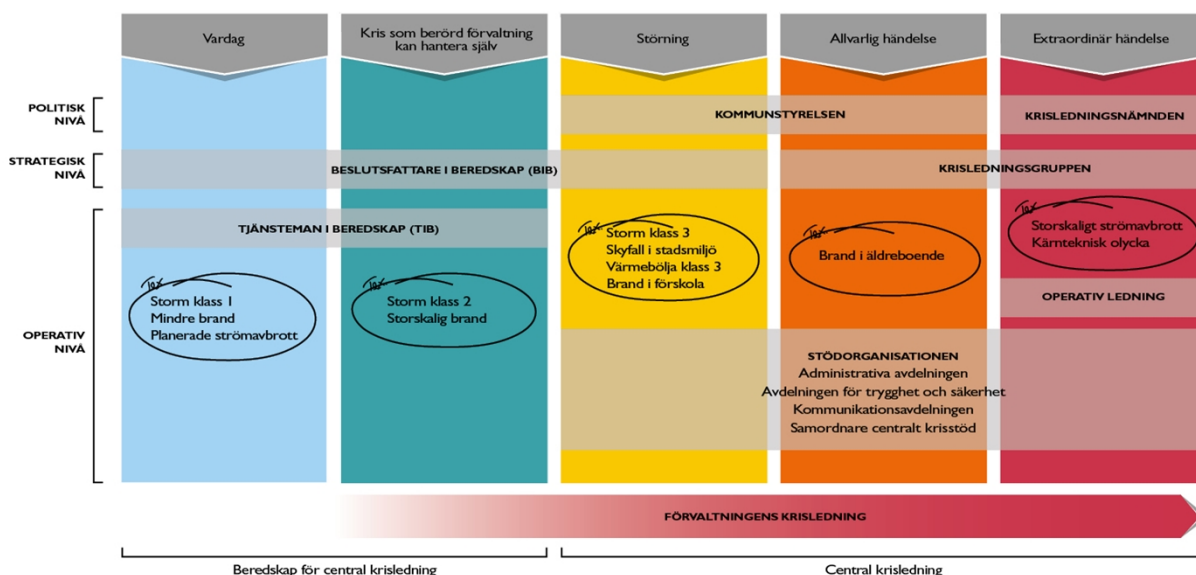 Vardag
Kris som berörd förvaltning
kan hantera själv
Störning
Allvarlig händelse
Extraordinär händelse
POLITISK
NIVÅ
KOMMUNSTYRELSEN
KRISLEDNINGSNÄMNDEN
STRATEGISK
NIVÅ
BESLUTSFATTARE I BEREDSKAP (BIB)
KRISLEDNINGSGRUPPEN
OPERATIV
NIVÅ
TJÄNSTEMAN I BEREDSKAP (TIB)
Storm klass 1
Mindre brand
Planerade strömavbrott
Storm klass 2
Storskalig brand
Storm klass 3
Skyfall i stadsmiljö
Värmebölja klass 3
Brand i förskola
Brand i äldreboende
Storskaligt strömavbrott
Kärnteknisk olycka
OPERATIV LEDNING
STÖDORGANISATIONEN
Administrativa avdelningen
Avdelningen för trygghet och säkerhet
Kommunikationsavdelningen
Samordnare centralt krisstöd
FÖRVALTNINGENS KRISLEDNING
Beredskap för central krisledning
Central krisledning